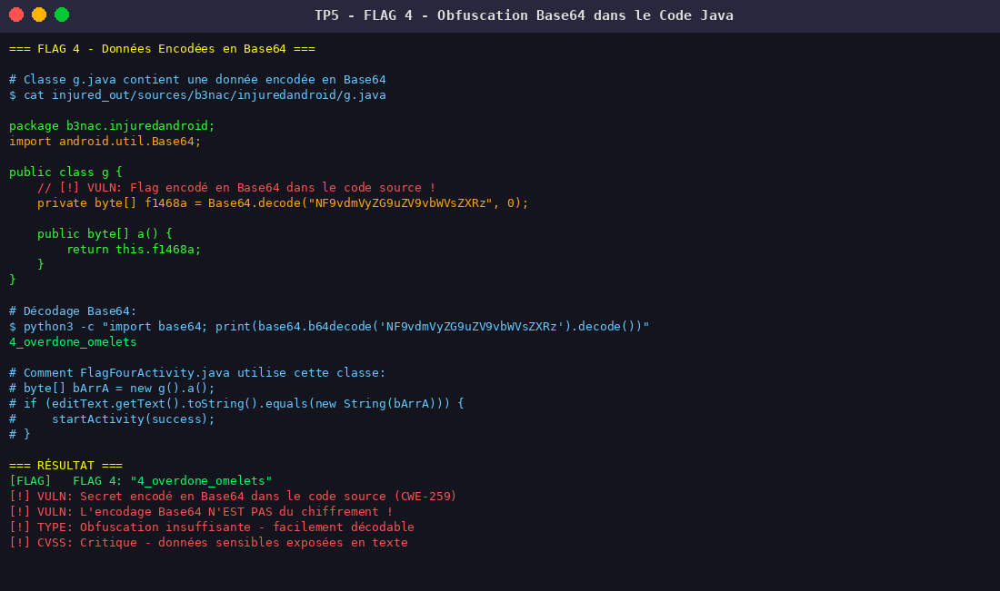 TP5 - FLAG 4 - Obfuscation Base64 dans le Code Java
=== FLAG 4 - Données Encodées en Base64 ===
# Classe g.java contient une donnée encodée en Base64
$ cat injured_out/sources/b3nac/injuredandroid/g.java
package b3nac.injuredandroid;
import android.util.Base64;
public class g {
    // [!] VULN: Flag encodé en Base64 dans le code source !
    private byte[] f1468a = Base64.decode("NF9vdmVyZG9uZV9vbWVsZXRz", 0);
    public byte[] a() {
        return this.f1468a;
    }
}
# Décodage Base64:
$ python3 -c "import base64; print(base64.b64decode('NF9vdmVyZG9uZV9vbWVsZXRz').decode())"
4_overdone_omelets
# Comment FlagFourActivity.java utilise cette classe:
# byte[] bArrA = new g().a();
# if (editText.getText().toString().equals(new String(bArrA))) {
#     startActivity(success);
# }
=== RÉSULTAT ===
[FLAG]   FLAG 4: "4_overdone_omelets"
[!] VULN: Secret encodé en Base64 dans le code source (CWE-259)
[!] VULN: L'encodage Base64 N'EST PAS du chiffrement !
[!] TYPE: Obfuscation insuffisante - facilement décodable
[!] CVSS: Critique - données sensibles exposées en texte